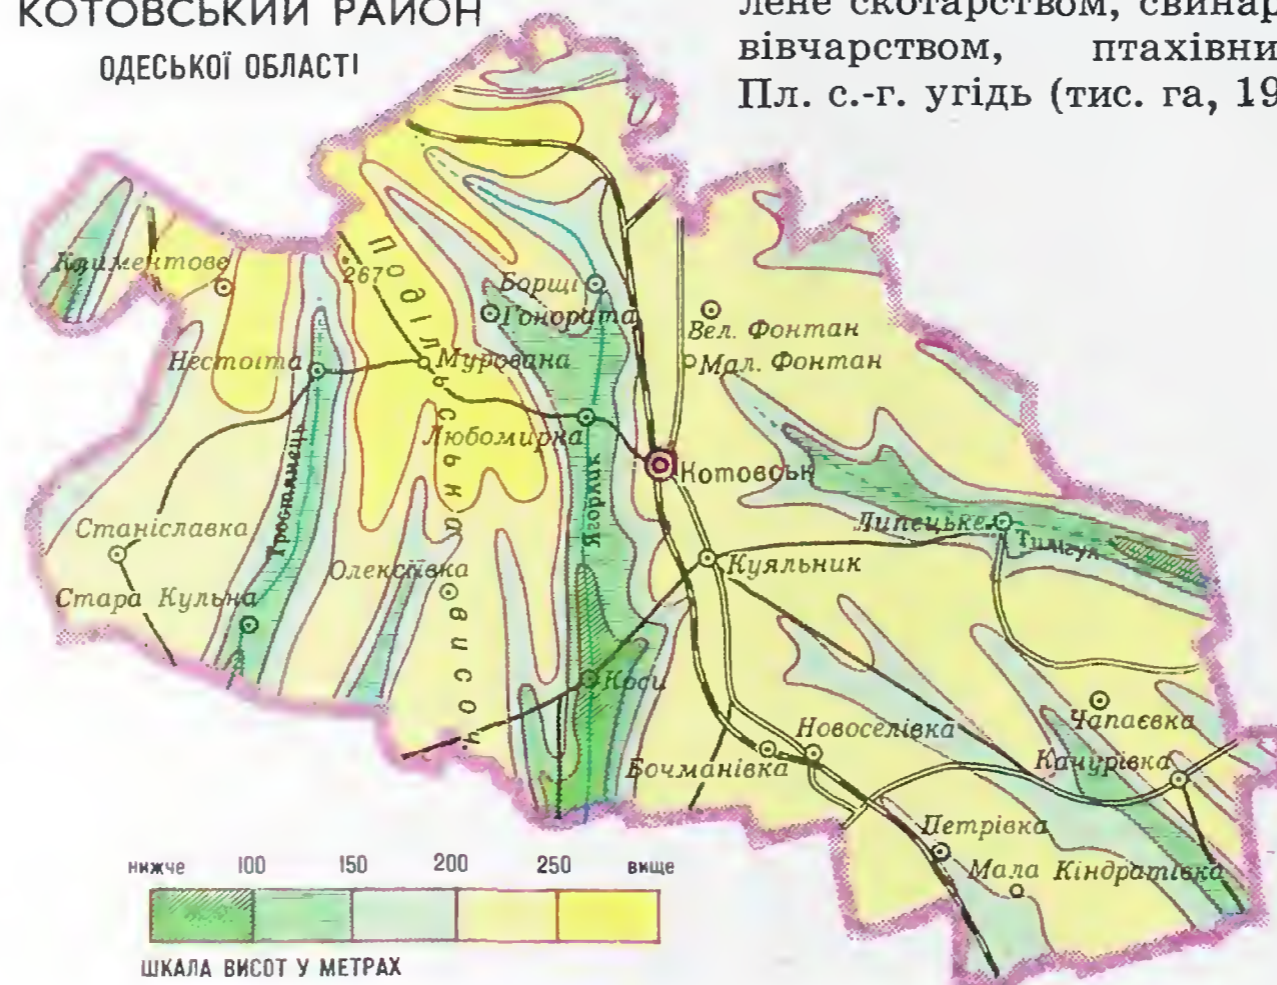 КОТОВСЬКИЙ РАЙОН
ОДЕСЬКОЇ ОБЛАСТІ
лене скотарством, свинар
вівчарством, птахівни
Пл. с.-г. угідь (тис. га, 19
Климентове
267
Подільська височ.
Борщі
Гонората
Вел. Фонтан
Нестоїта
Мурована
Мал. Фонтан
Любомирка
Котовськ
Тростянець
Ягорлик
Станіславка
Липецьке
Тилігул
Олексіївка
Куяльник
Стара Кульна
Коси
Чапаєвка
Новоселівка
Бочманівка
Качурівка
Петрівка
Мала Кіндратівка
нижче 100 150 200 250 вище
ШКАЛА ВИСОТ У МЕТРАХ